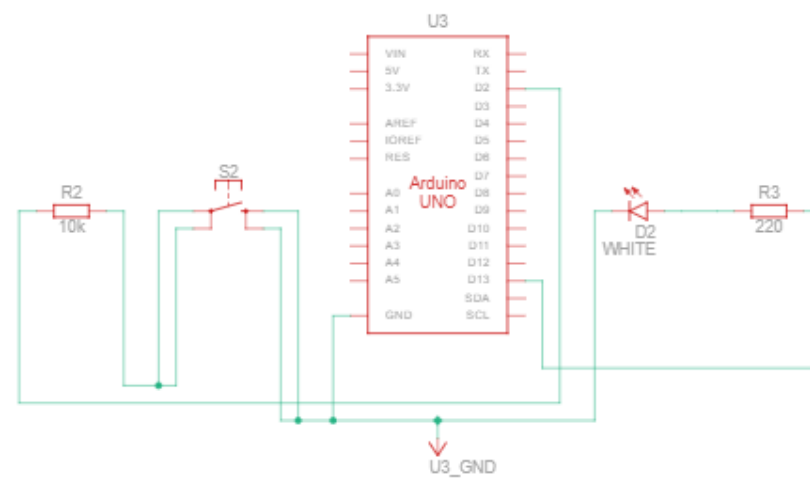 U3
VIN RX
5V TX
3.3V D2
D3
AREF D4
IOREF D5
RES D6
D7
Arduino
UNO
A0 D8
A1 D9
A2 D10
A3 D11
A4 D12
A5 D13
SDA
GND SCL
R2
10k
S2
D2
WHITE
R3
220
U3_GND